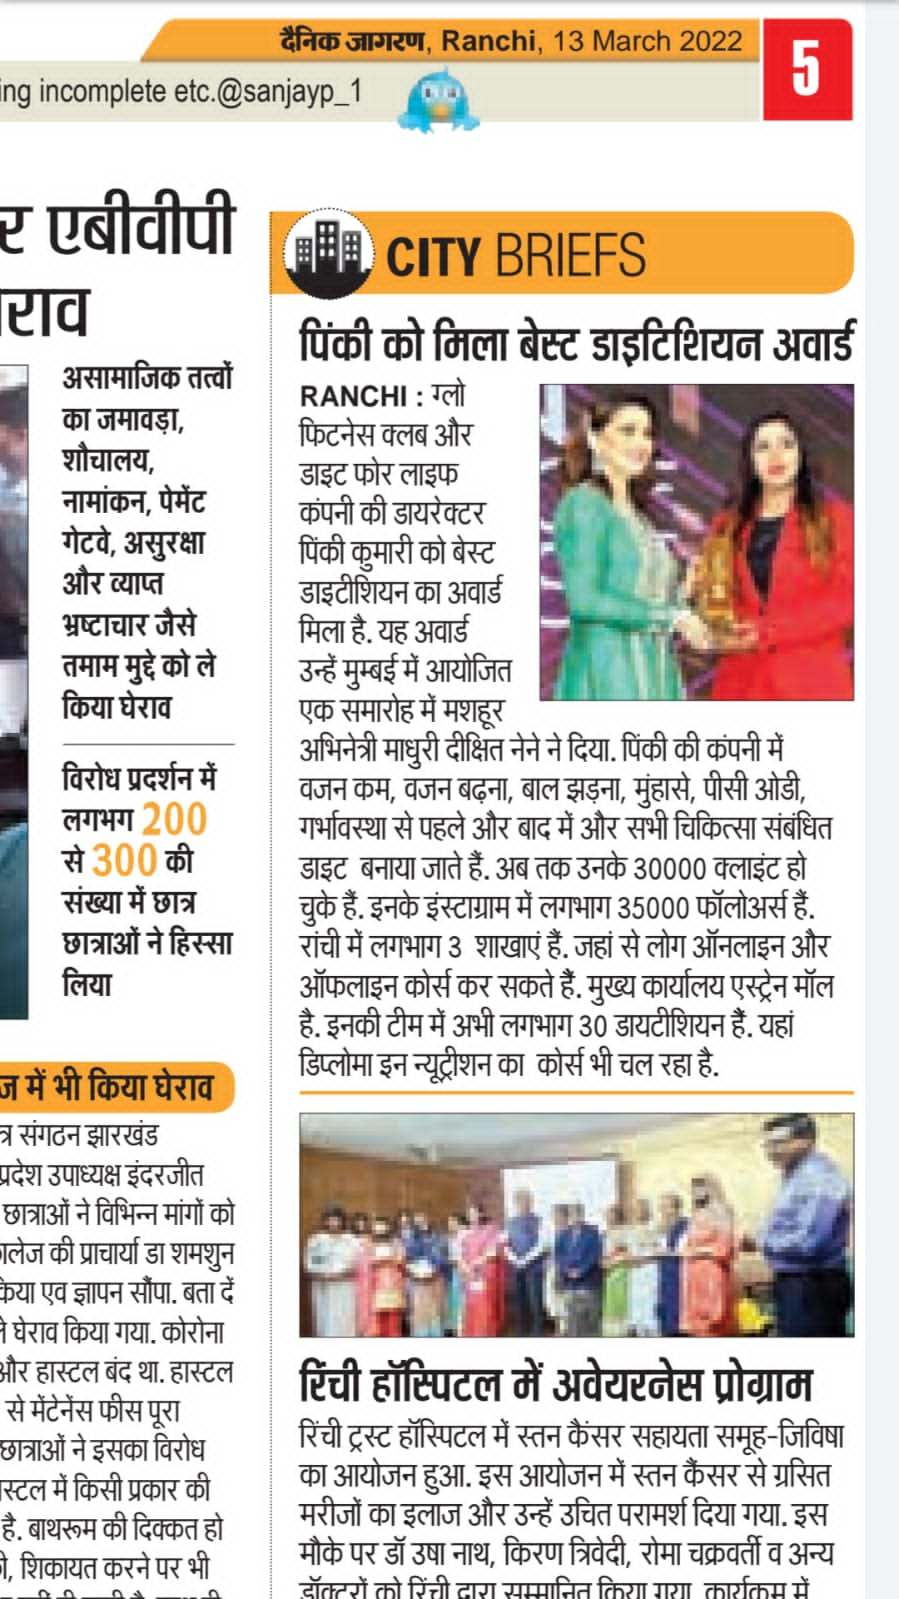 दैनिक जागरण, Ranchi, 13 March 2022
5
ing incomplete etc.@sanjayp_1
र एबीवीपी
राव
असामाजिक तत्वों
का जमावड़ा,
शौचालय,
नामांकन, पेमेंट
गेटवे, असुरक्षा
और व्याप्त
भ्रष्टाचार जैसे
तमाम मुद्दे को ले
किया घेराव
विरोध प्रदर्शन में
लगभग 200
से 300 की
संख्या में छात्र
छात्राओं ने हिस्सा
लिया
ज में भी किया घेराव
त्र संगठन झारखंड
प्रदेश उपाध्यक्ष इंदरजीत
छात्राओं ने विभिन्न मांगों को
लेज की प्राचार्या डा शमशुन
किया एव ज्ञापन सौंपा. बता दें
घेराव किया गया. कोरोना
और हास्टल बंद था. हास्टल
से मेंटेनेंस फीस पूरा
छात्राओं ने इसका विरोध
स्टल में किसी प्रकार की
है. बाथरूम की दिक्कत हो
शिकायत करने पर भी
CITY BRIEFS
पिंकी को मिला बेस्ट डाइटिशियन अवार्ड
RANCHI : ग्लो
फिटनेस क्लब और
डाइट फोर लाइफ
कंपनी की डायरेक्टर
पिंकी कुमारी को बेस्ट
डाइटीशियन का अवार्ड
मिला है. यह अवार्ड
उन्हें मुम्बई में आयोजित
एक समारोह में मशहूर
अभिनेत्री माधुरी दीक्षित नेने ने दिया. पिंकी की कंपनी में
वजन कम, वजन बढ़ना, बाल झड़ना, मुंहासे, पीसी ओडी,
गर्भावस्था से पहले और बाद में और सभी चिकित्सा संबंधित
डाइट बनाया जाते हैं. अब तक उनके 30000 क्लाइंट हो
चुके हैं. इनके इंस्टाग्राम में लगभाग 35000 फॉलोअर्स हैं.
रांची में लगभाग 3 शाखाएं हैं. जहां से लोग ऑनलाइन और
ऑफलाइन कोर्स कर सकते हैं. मुख्य कार्यालय एस्ट्रेन मॉल
है. इनकी टीम में अभी लगभाग 30 डायटीशियन हैं. यहां
डिप्लोमा इन न्यूट्रीशन का कोर्स भी चल रहा है.
रिंची हॉस्पिटल में अवेयरनेस प्रोग्राम
रिंची ट्रस्ट हॉस्पिटल में स्तन कैंसर सहायता समूह-जिविषा
का आयोजन हुआ. इस आयोजन में स्तन कैंसर से ग्रसित
मरीजों का इलाज और उन्हें उचित परामर्श दिया गया. इस
मौके पर डॉ उषा नाथ, किरण त्रिवेदी, रोमा चक्रवर्ती व अन्य
डॉक्टरों को रिंची द्वारा सम्मानित किया गया. कार्यक्रम में